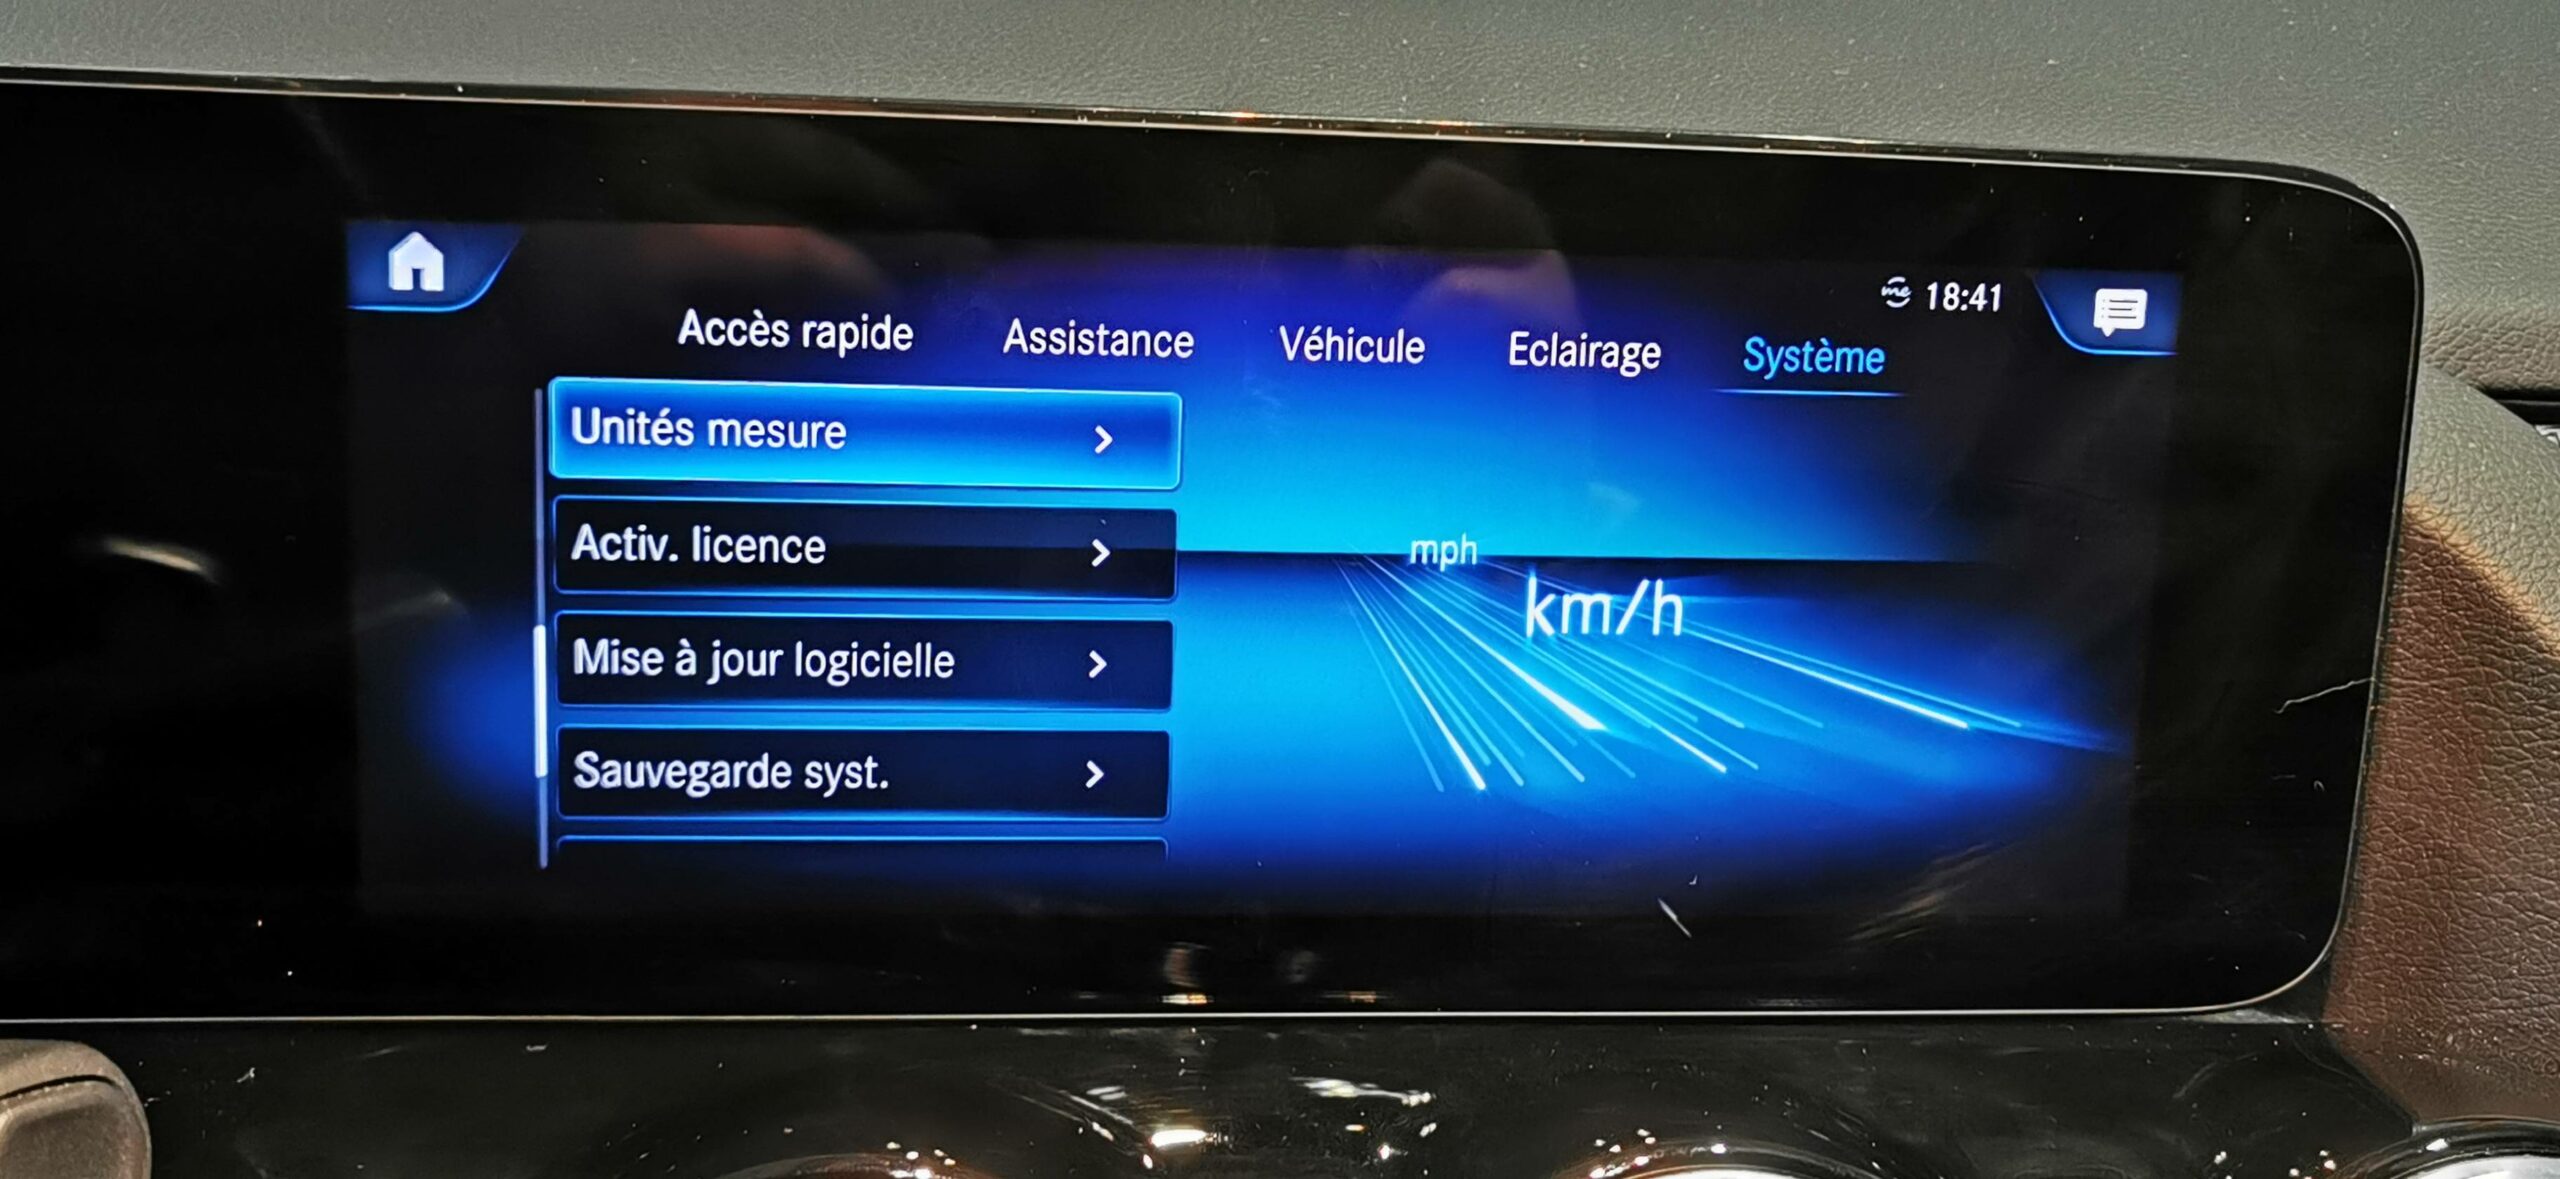 me 18:41
Accès rapide Assistance Véhicule Eclairage Système
Unités mesure
Activ. licence
Mise à jour logicielle
Sauvegarde syst.
mph
km/h